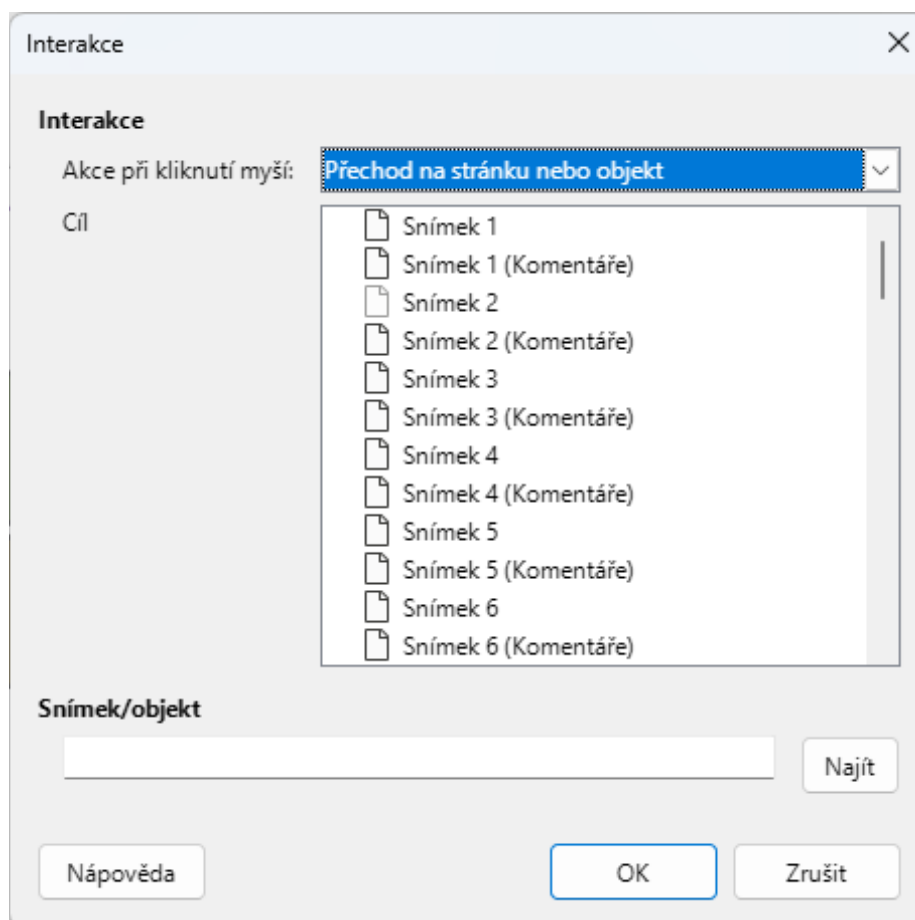 Interakce
Interakce
Akce při kliknutí myší: Přechod na stránku nebo objekt
Cíl
Snímek 1
Snímek 1 (Komentáře)
Snímek 2
Snímek 2 (Komentáře)
Snímek 3
Snímek 3 (Komentáře)
Snímek 4
Snímek 4 (Komentáře)
Snímek 5
Snímek 5 (Komentáře)
Snímek 6
Snímek 6 (Komentáře)
Snímek/objekt
Najít
Nápověda OK Zrušit